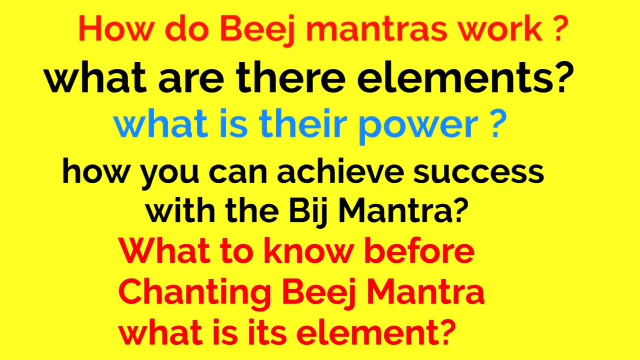 How do Beej mantras work ?
what are there elements?
what is their power ?
how you can achieve success
with the Bij Mantra?
What to know before
Chanting Beej Mantra
what is its element?